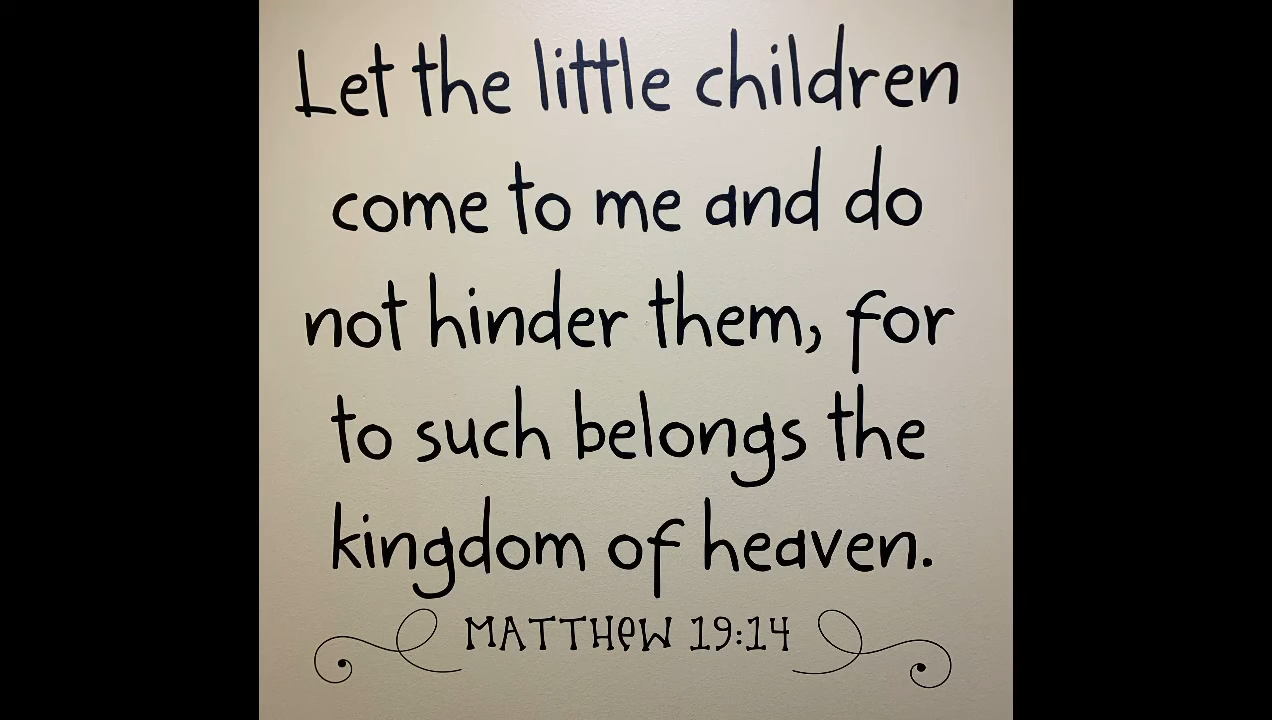 Let the little children
come to me and do
not hinder them, for
to such belongs the
kingdom of heaven.
MATTHEW 19:14